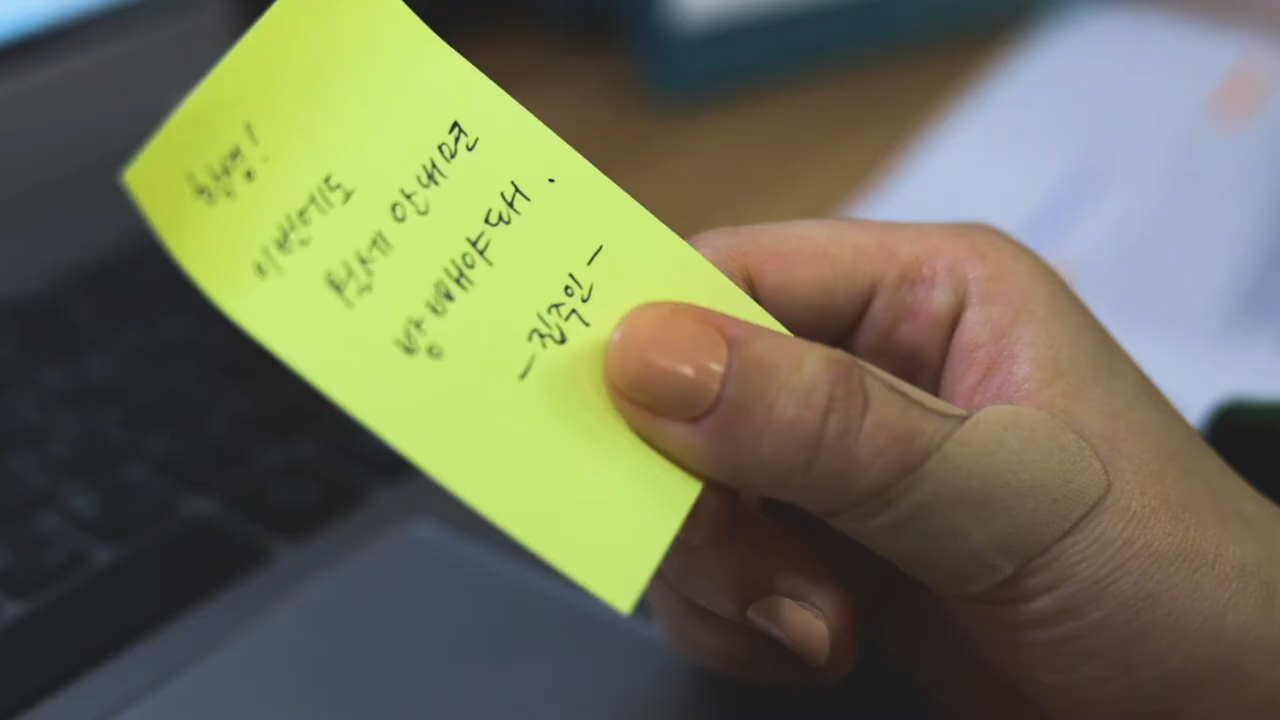 학생!
이번에도
월세 안 내면
방 빼야 돼.
-집주인-